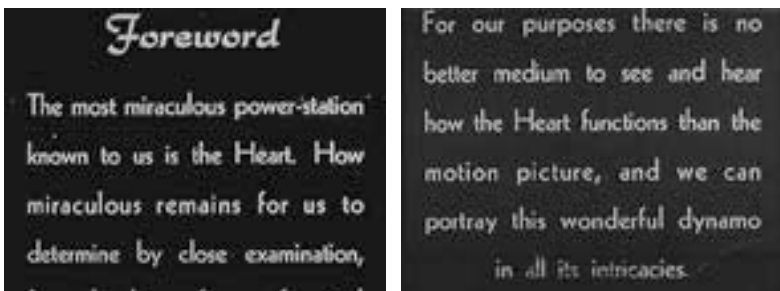 Foreword
The most miraculous power-station
known to us is the Heart. How
miraculous remains for us to
determine by close examination,
For our purposes there is no
better medium to see and hear
how the Heart functions than the
motion picture, and we can
portray this wonderful dynamo
in all its intricacies.